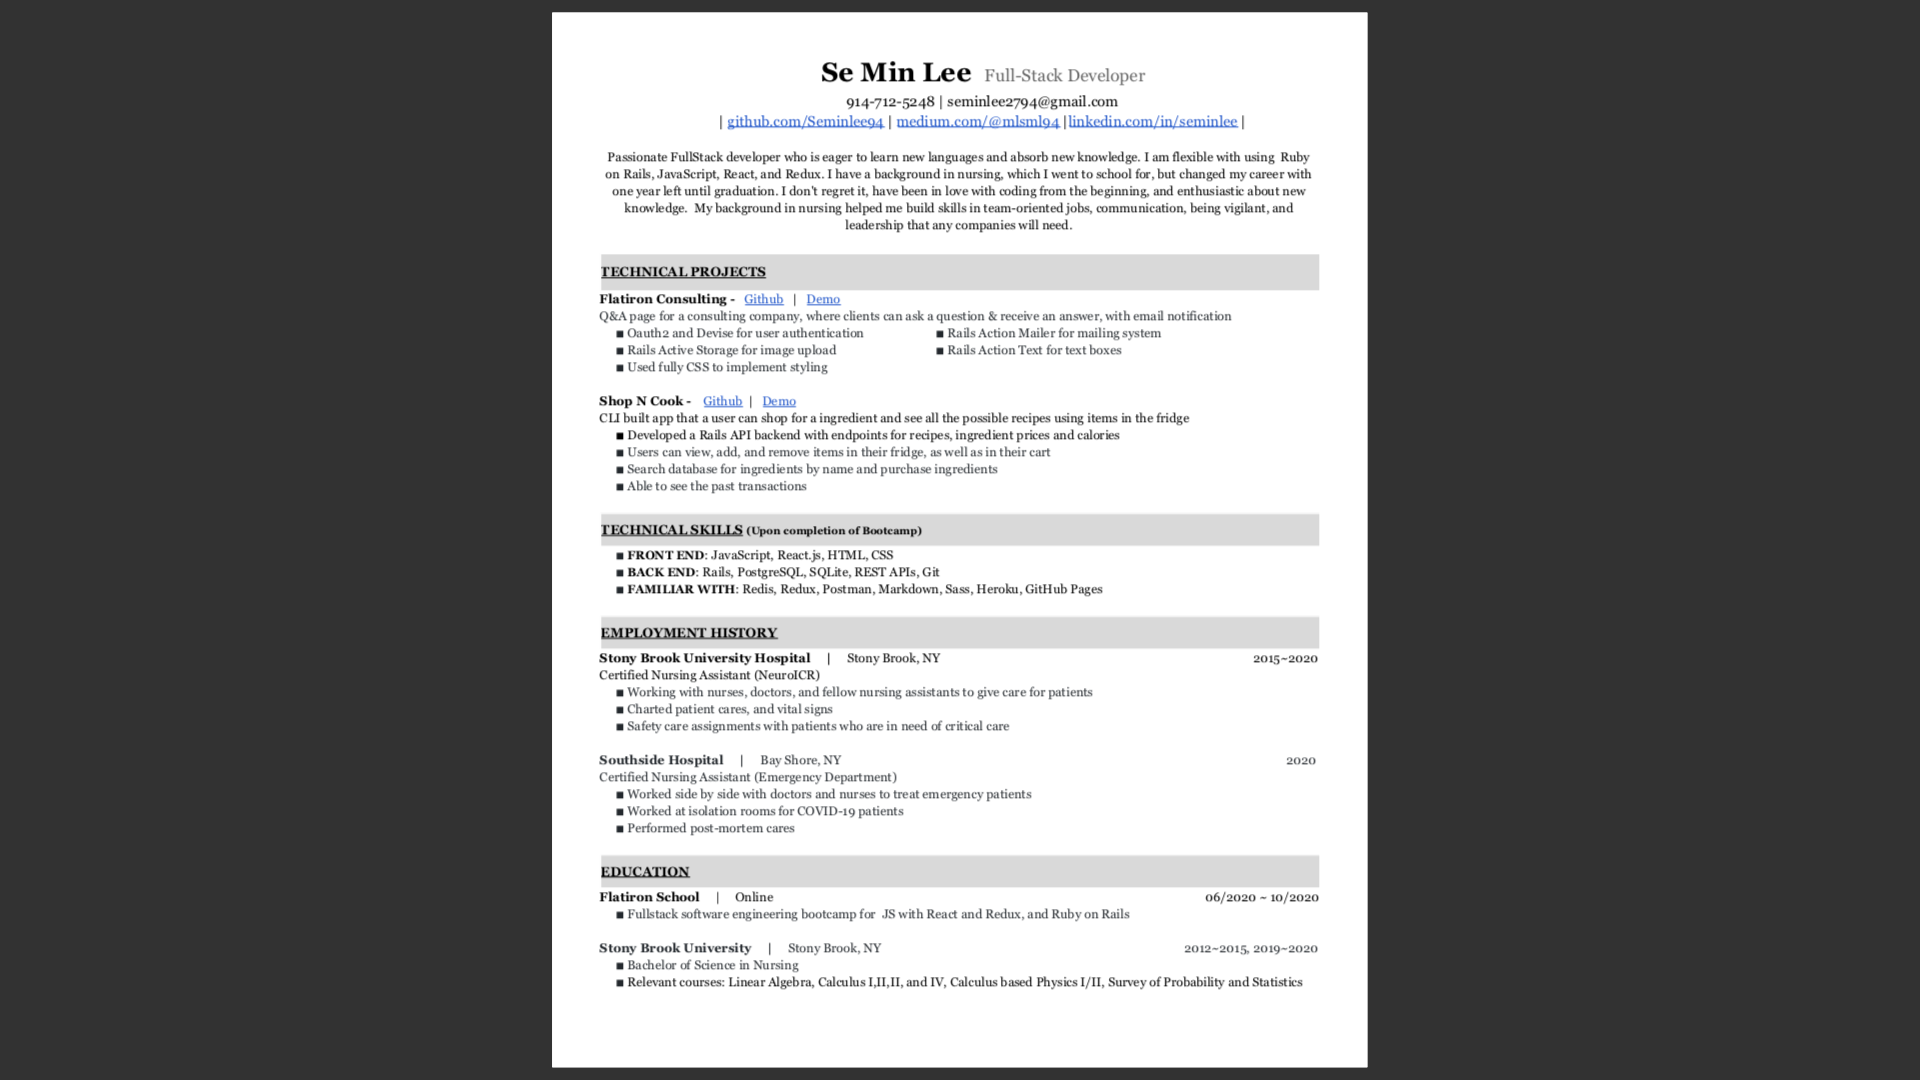 Se Min Lee Full-Stack Developer
914-712-5248 | seminlee2794@gmail.com
| github.com/Seminlee94 | medium.com/@mlsml94 |linkedin.com/in/seminlee |
Passionate FullStack developer who is eager to learn new languages and absorb new knowledge. I am flexible with using Ruby
on Rails, JavaScript, React, and Redux. I have a background in nursing, which I went to school for, but changed my career with
one year left until graduation. I don't regret it, have been in love with coding from the beginning, and enthusiastic about new
knowledge. My background in nursing helped me build skills in team-oriented jobs, communication, being vigilant, and
leadership that any companies will need.
TECHNICAL PROJECTS
Flatiron Consulting - Github | Demo
Q&A page for a consulting company, where clients can ask a question & receive an answer, with email notification
■ Oauth2 and Devise for user authentication ■ Rails Action Mailer for mailing system
■ Rails Active Storage for image upload ■ Rails Action Text for text boxes
■ Used fully CSS to implement styling
Shop N Cook - Github | Demo
CLI built app that a user can shop for a ingredient and see all the possible recipes using items in the fridge
■ Developed a Rails API backend with endpoints for recipes, ingredient prices and calories
■ Users can view, add, and remove items in their fridge, as well as in their cart
■ Search database for ingredients by name and purchase ingredients
■ Able to see the past transactions
TECHNICAL SKILLS (Upon completion of Bootcamp)
■ FRONT END: JavaScript, React.js, HTML, CSS
■ BACK END: Rails, PostgreSQL, SQLite, REST APIs, Git
■ FAMILIAR WITH: Redis, Redux, Postman, Markdown, Sass, Heroku, GitHub Pages
EMPLOYMENT HISTORY
Stony Brook University Hospital | Stony Brook, NY 2015~2020
Certified Nursing Assistant (NeuroICR)
■ Working with nurses, doctors, and fellow nursing assistants to give care for patients
■ Charted patient cares, and vital signs
■ Safety care assignments with patients who are in need of critical care
Southside Hospital | Bay Shore, NY 2020
Certified Nursing Assistant (Emergency Department)
■ Worked side by side with doctors and nurses to treat emergency patients
■ Worked at isolation rooms for COVID-19 patients
■ Performed post-mortem cares
EDUCATION
Flatiron School | Online 06/2020 ~ 10/2020
■ Fullstack software engineering bootcamp for JS with React and Redux, and Ruby on Rails
Stony Brook University | Stony Brook, NY 2012~2015, 2019~2020
■ Bachelor of Science in Nursing
■ Relevant courses: Linear Algebra, Calculus I,II,II, and IV, Calculus based Physics I/II, Survey of Probability and Statistics